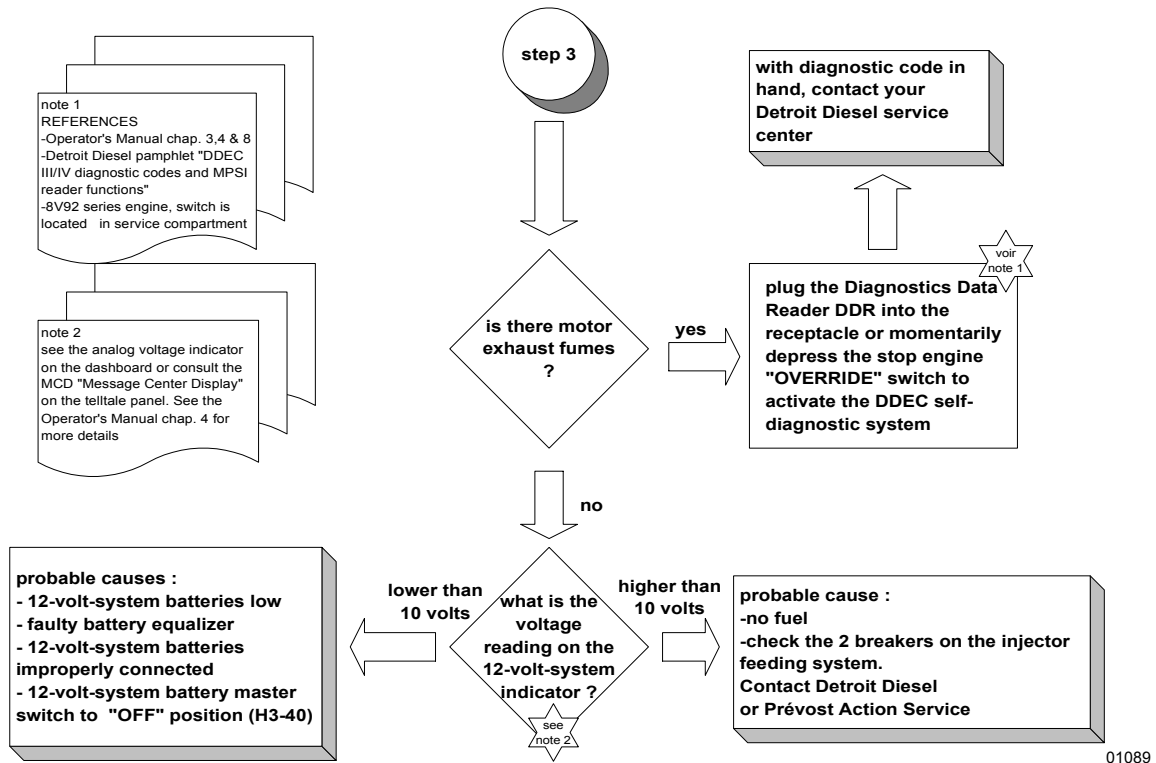 step 3
with diagnostic code in
hand, contact your
Detroit Diesel service
center
note 1
REFERENCES
-Operator's Manual chap. 3,4 & 8
-Detroit Diesel pamphlet "DDEC
III/IV diagnostic codes and MPSI
reader functions"
-8V92 series engine, switch is
located in service compartment
note 2
see the analog voltage indicator
on the dashboard or consult the
MCD "Message Center Display"
on the telltale panel. See the
Operator's Manual chap. 4 for
more details
is there motor
exhaust fumes
?
yes
voir
note 1
plug the Diagnostics Data
Reader DDR into the
receptacle or momentarily
depress the stop engine
"OVERRIDE" switch to
activate the DDEC self-
diagnostic system
no
what is the
voltage
reading on the
12-volt-system
indicator ?
see
note 2
lower than
10 volts
probable causes :
- 12-volt-system batteries low
- faulty battery equalizer
- 12-volt-system batteries
improperly connected
- 12-volt-system battery master
switch to "OFF" position (H3-40)
higher than
10 volts
probable cause :
-no fuel
-check the 2 breakers on the injector
feeding system.
Contact Detroit Diesel
or Prévost Action Service
01089